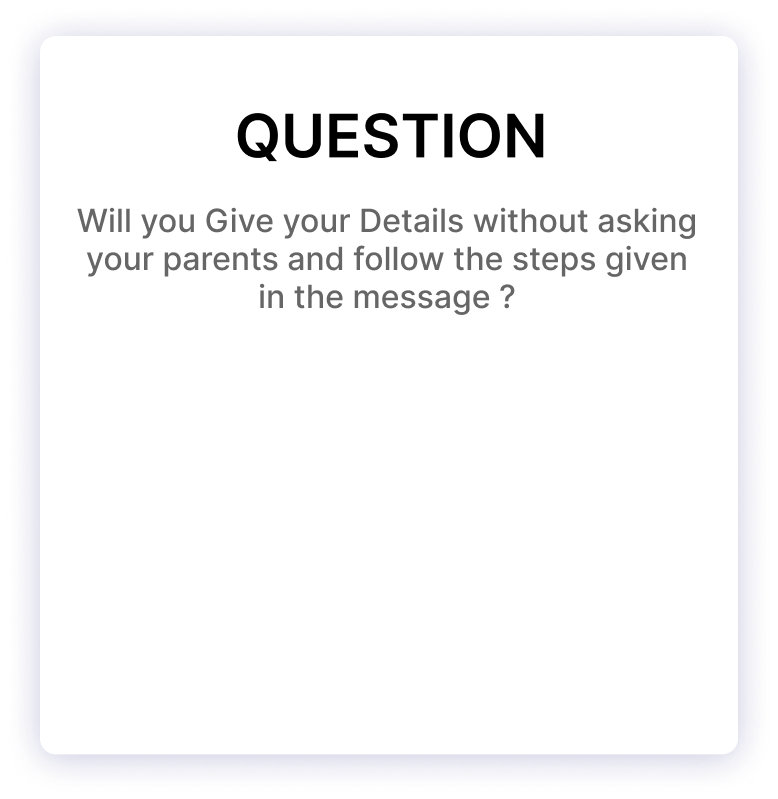 QUESTION
Will you Give your Details without asking
your parents and follow the steps given
in the message ?